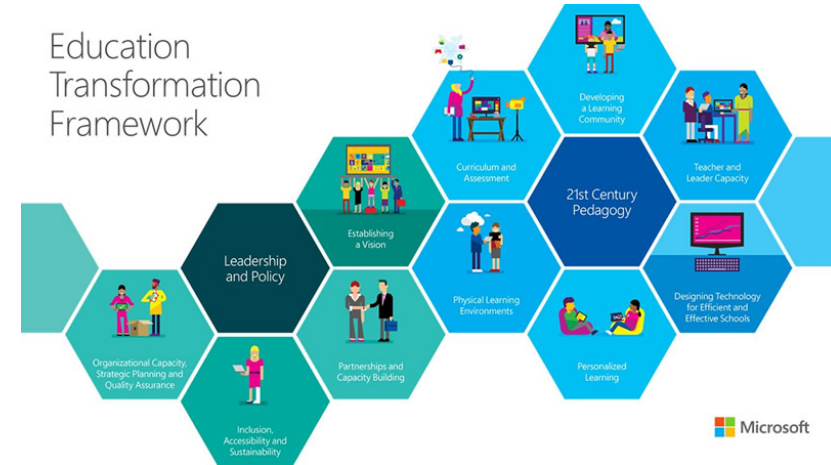 Education
Transformation
Framework
Developing
a Learning
Community
Curriculum and
Assessment
Teacher and
Leader Capacity
21st Century
Pedagogy
Establishing
a Vision
Leadership
and Policy
Physical Learning
Environments
Designing Technology
for Efficient and
Effective Schools
Organizational Capacity,
Strategic Planning and
Quality Assurance
Partnerships and
Capacity Building
Personalized
Learning
Inclusion,
Accessibility and
Sustainability
Microsoft